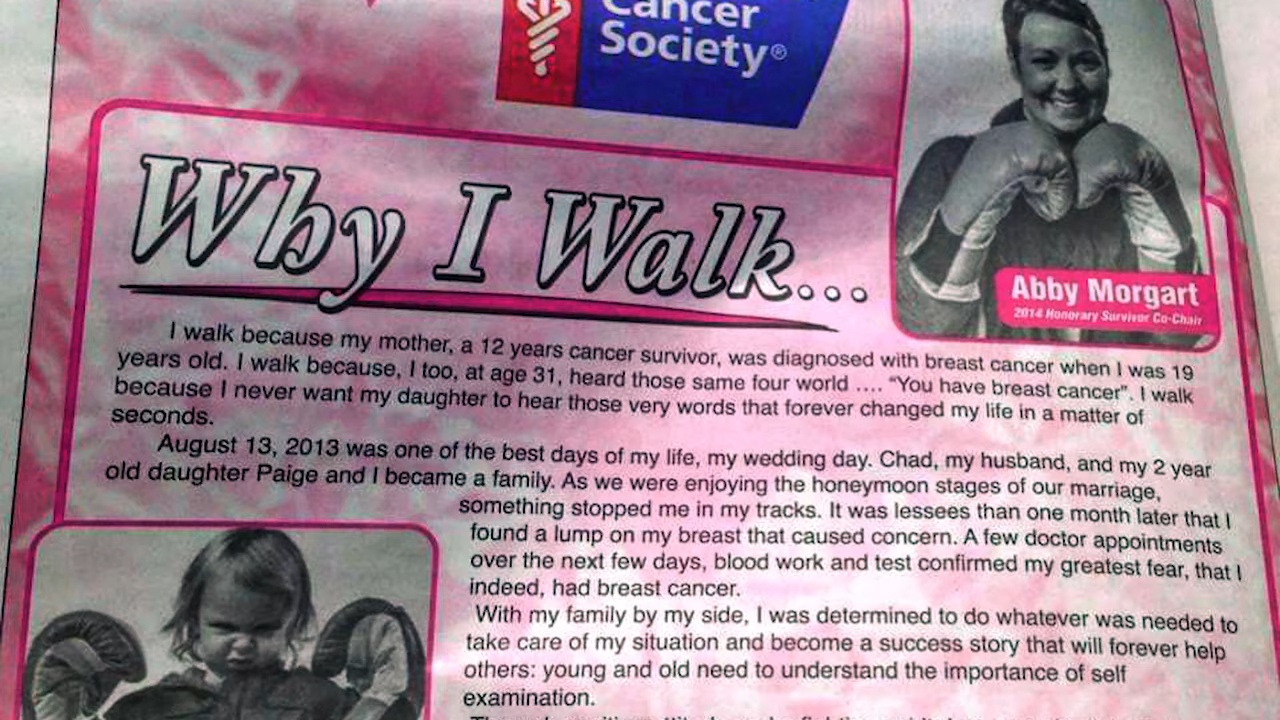 Cancer
Society®
Why I Walk...
Abby Morgart
2014 Honorary Survivor Co-Chair
I walk because my mother, a 12 years cancer survivor, was diagnosed with breast cancer when I was 19
years old. I walk because, I too, at age 31, heard those same four world .... “You have breast cancer”. I walk
because I never want my daughter to hear those very words that forever changed my life in a matter of
seconds.
August 13, 2013 was one of the best days of my life, my wedding day. Chad, my husband, and my 2 year
old daughter Paige and I became a family. As we were enjoying the honeymoon stages of our marriage,
something stopped me in my tracks. It was lessees than one month later that I
found a lump on my breast that caused concern. A few doctor appointments
over the next few days, blood work and test confirmed my greatest fear, that I
indeed, had breast cancer.
With my family by my side, I was determined to do whatever was needed to
take care of my situation and become a success story that will forever help
others: young and old need to understand the importance of self
examination.